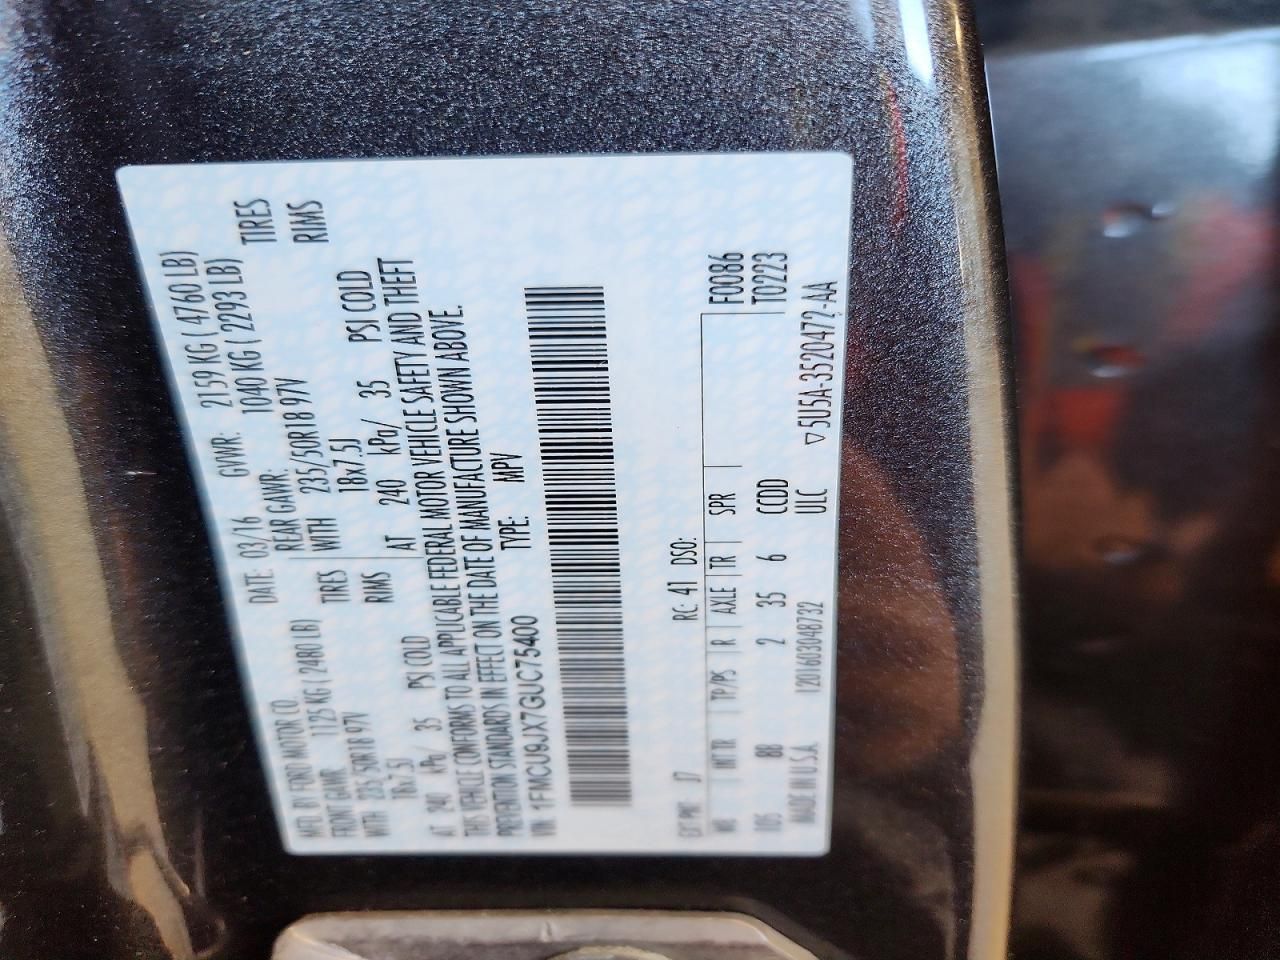 MFD. BY FORD MOTOR CO.
DATE: 03/16 GVWR: 2159 KG ( 4760 LB)
FRONT GAWR: 1125 KG ( 2480 LB) REAR GAWR: 1040 KG ( 2293 LB)
WITH 235/50R18 97V TIRES WITH 235/50R18 97V TIRES
18x7.5J RIMS 18x7.5J RIMS
AT 240 kPa/ 35 PSI COLD AT 240 kPa/ 35 PSI COLD
THIS VEHICLE CONFORMS TO ALL APPLICABLE FEDERAL MOTOR VEHICLE SAFETY AND THEFT
PREVENTION STANDARDS IN EFFECT ON THE DATE OF MANUFACTURE SHOWN ABOVE.
VIN: 1FMCU9JX7GUC75400 TYPE: MPV
EXT PNT: J7 RC: 41 DSO: F0086
WB INT TR TP/PS R AXLE TR SPR T0223
105 8B 2 35 6 CCDD
MADE IN U.S.A. 120160304B732 ULC ▽5U5A-3520472-AA